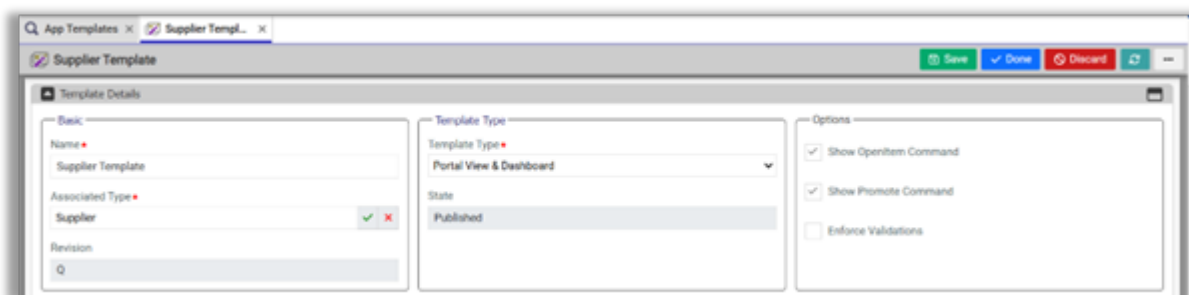 App Templates × Supplier Templ... ×
Supplier Template Save Done Discard ...
Template Details
Basic
Name•
Supplier Template
Associated Type•
Supplier
Revision
Q
Template Type
Template Type•
Portal View & Dashboard
State
Published
Options
Show OpenItem Command
Show Promote Command
Enforce Validations